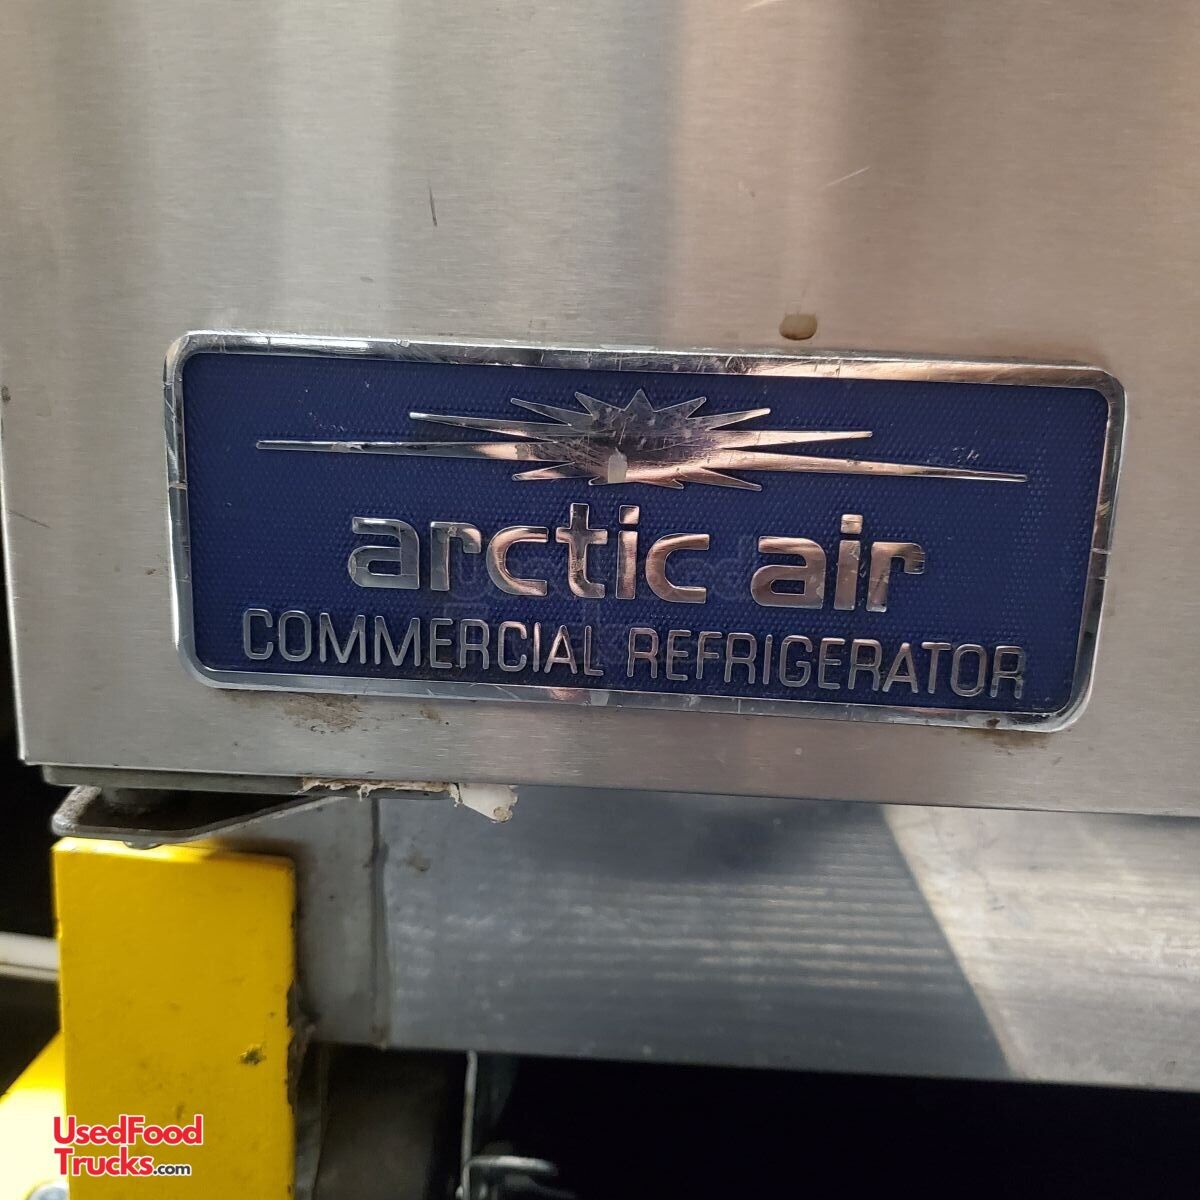 arctic air
COMMERCIAL REFRIGERATOR
UsedFood
Trucks.com